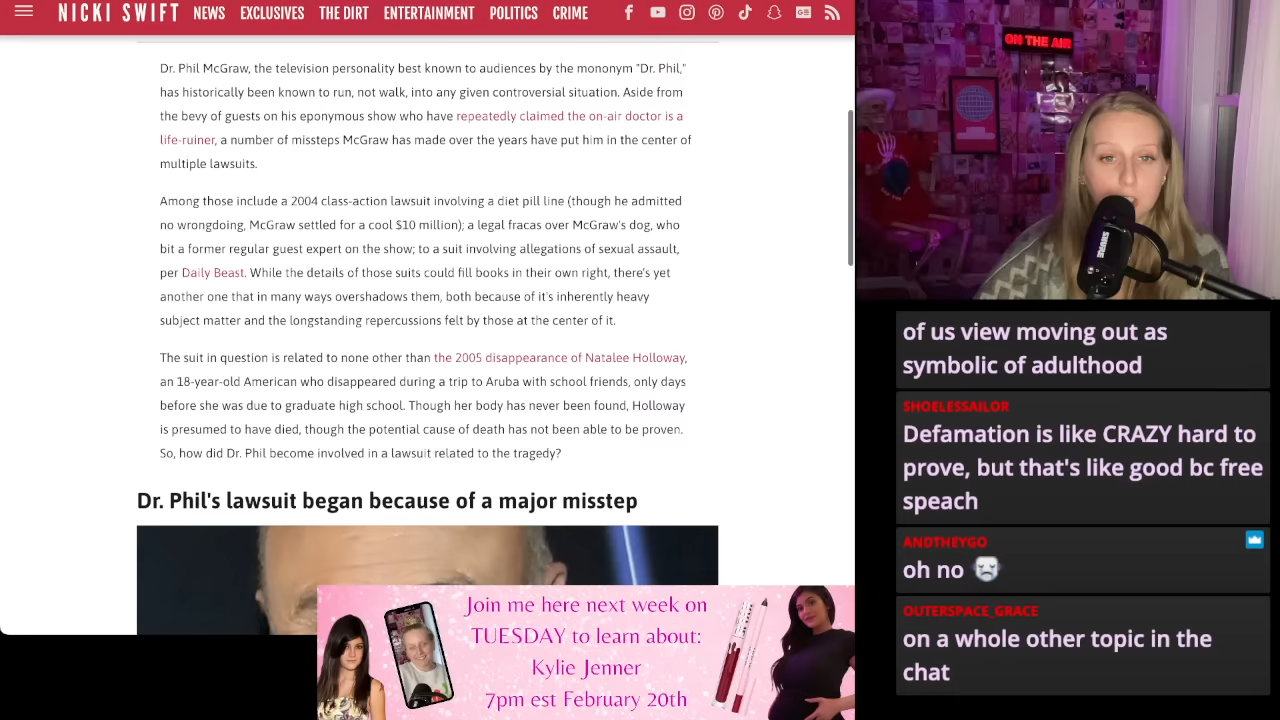 NICKI SWIFT NEWS EXCLUSIVES THE DIRT ENTERTAINMENT POLITICS CRIME
Dr. Phil McGraw, the television personality best known to audiences by the mononym "Dr. Phil,"
has historically been known to run, not walk, into any given controversial situation. Aside from
the bevy of guests on his eponymous show who have repeatedly claimed the on-air doctor is a
life-ruiner, a number of missteps McGraw has made over the years have put him in the center of
multiple lawsuits.
Among those include a 2004 class-action lawsuit involving a diet pill line (though he admitted
no wrongdoing, McGraw settled for a cool $10 million); a legal fracas over McGraw's dog, who
bit a former regular guest expert on the show; to a suit involving allegations of sexual assault,
per Daily Beast. While the details of those suits could fill books in their own right, there's yet
another one that in many ways overshadows them, both because of it's inherently heavy
subject matter and the longstanding repercussions felt by those at the center of it.
The suit in question is related to none other than the 2005 disappearance of Natalee Holloway,
an 18-year-old American who disappeared during a trip to Aruba with school friends, only days
before she was due to graduate high school. Though her body has never been found, Holloway
is presumed to have died, though the potential cause of death has not been able to be proven.
So, how did Dr. Phil become involved in a lawsuit related to the tragedy?
Dr. Phil's lawsuit began because of a major misstep
Join me here next week on
TUESDAY to learn about:
Kylie Jenner
7pm est February 20th
ON THE AIR
SHURE
of us view moving out as
symbolic of adulthood
SHOELESSAILOR
Defamation is like CRAZY hard to
prove, but that's like good bc free
speach
ANDTHEYGO
oh no
OUTERSPACE_GRACE
on a whole other topic in the
chat